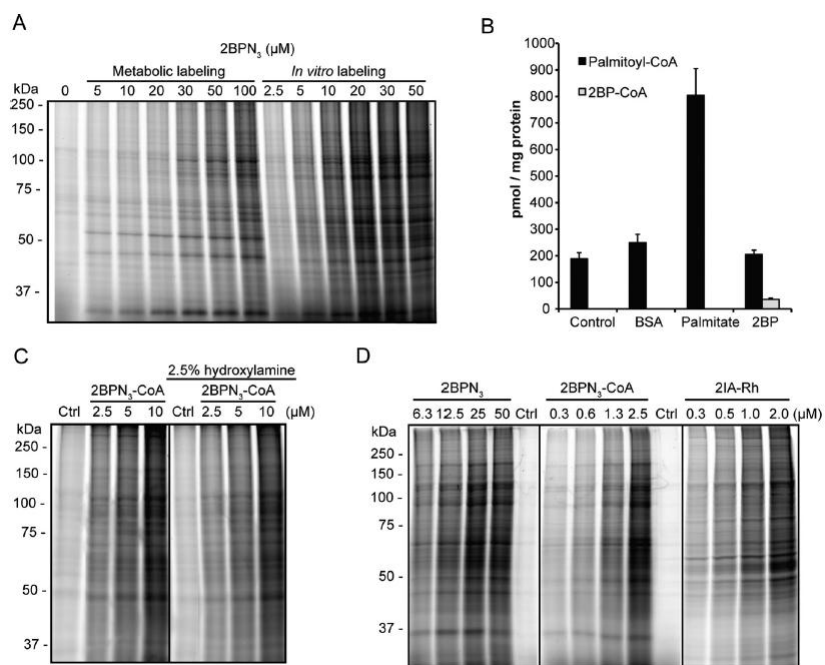 A
2BPN₃ (µM)
Metabolic labeling In vitro labeling
kDa 0 5 10 20 30 50 100 2.5 5 10 20 30 50
250 -
150 -
100 -
75 -
50 -
37 -
B
1000
900
800
700
600
500
400
300
200
100
0
pmol / mg protein
Palmitoyl-CoA
2BP-CoA
Control BSA Palmitate 2BP
C
2.5% hydroxylamine
2BPN₃-CoA 2BPN₃-CoA
Ctrl 2.5 5 10 Ctrl 2.5 5 10 (µM)
kDa
250 -
150 -
100 -
75 -
50 -
37 -
D
2BPN₃ 2BPN₃-CoA 2IA-Rh
6.3 12.5 25 50 Ctrl 0.3 0.6 1.3 2.5 Ctrl 0.3 0.5 1.0 2.0 (µM)
kDa
250 -
150 -
100 -
75 -
50 -
37 -